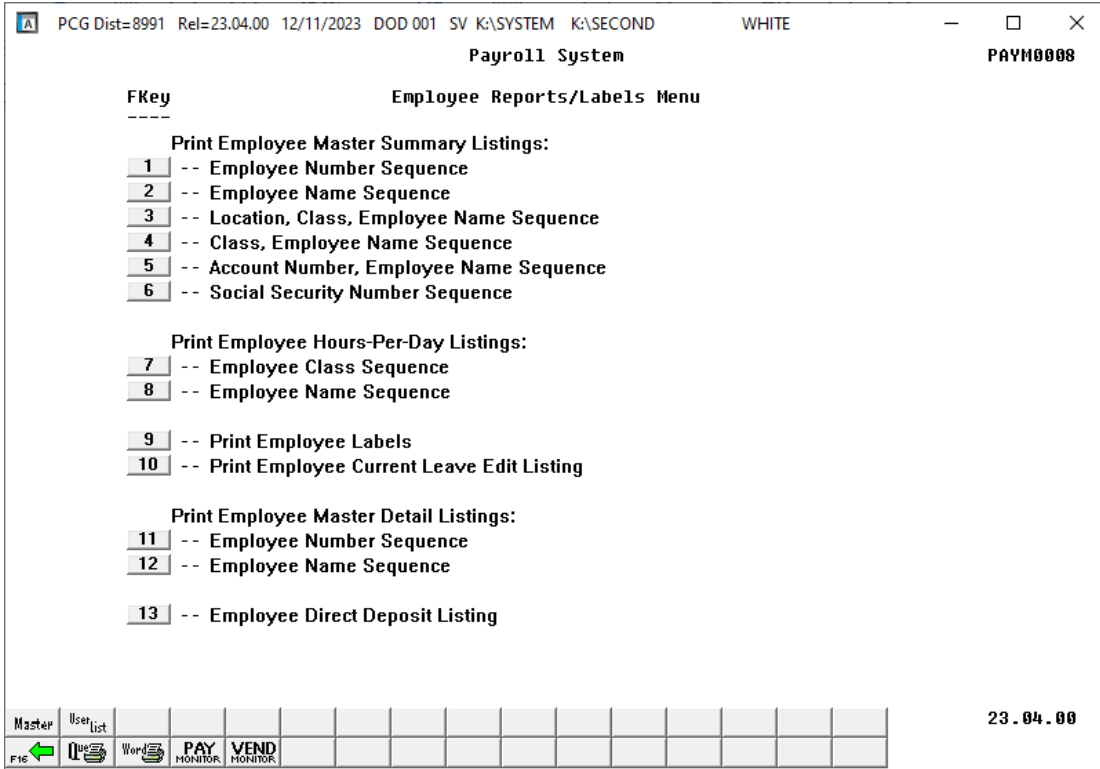 A PCG Dist=8991 Rel=23.04.00 12/11/2023 DOD 001 SV K:\SYSTEM K:\SECOND WHITE
Payroll System PAYM0008
FKey Employee Reports/Labels Menu
----
Print Employee Master Summary Listings:
1 -- Employee Number Sequence
2 -- Employee Name Sequence
3 -- Location, Class, Employee Name Sequence
4 -- Class, Employee Name Sequence
5 -- Account Number, Employee Name Sequence
6 -- Social Security Number Sequence
Print Employee Hours-Per-Day Listings:
7 -- Employee Class Sequence
8 -- Employee Name Sequence
9 -- Print Employee Labels
10 -- Print Employee Current Leave Edit Listing
Print Employee Master Detail Listings:
11 -- Employee Number Sequence
12 -- Employee Name Sequence
13 -- Employee Direct Deposit Listing
Master User List 23.04.00
F16 Que Word PAY MONITOR VEND MONITOR